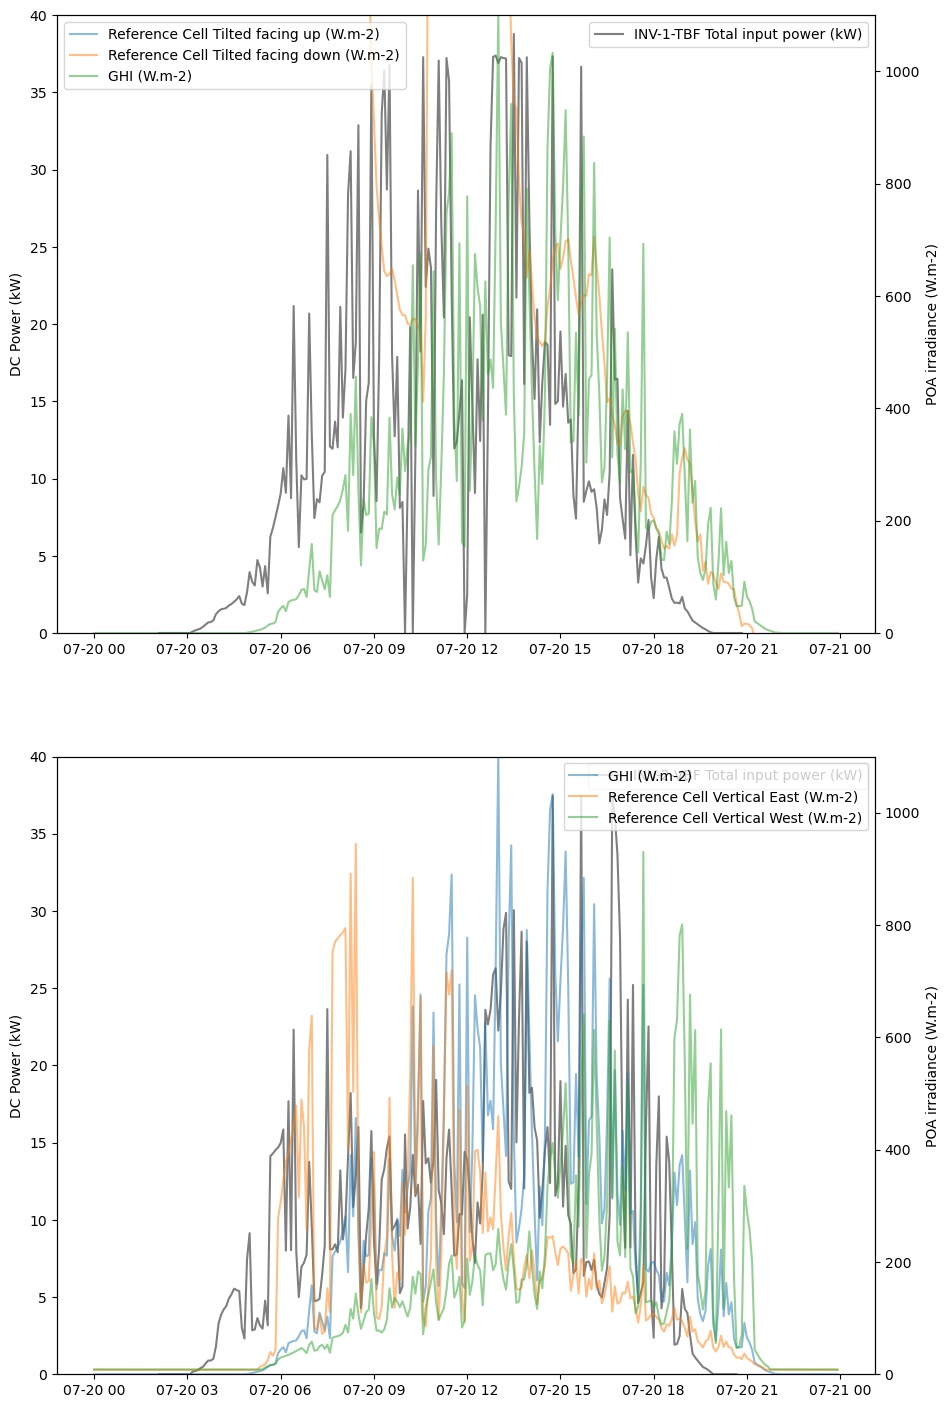 40
35
30
25
20
15
10
5
0
DC Power (kW)
Reference Cell Tilted facing up (W.m-2)
Reference Cell Tilted facing down (W.m-2)
GHI (W.m-2)
INV-1-TBF Total input power (kW)
1000
800
600
400
200
0
POA irradiance (W.m-2)
07-20 00 07-20 03 07-20 06 07-20 09 07-20 12 07-20 15 07-20 18 07-20 21 07-21 00
40
35
30
25
20
15
10
5
0
DC Power (kW)
GHI (W.m-2)
Total input power (kW)
Reference Cell Vertical East (W.m-2)
Reference Cell Vertical West (W.m-2)
1000
800
600
400
200
0
POA irradiance (W.m-2)
07-20 00 07-20 03 07-20 06 07-20 09 07-20 12 07-20 15 07-20 18 07-20 21 07-21 00